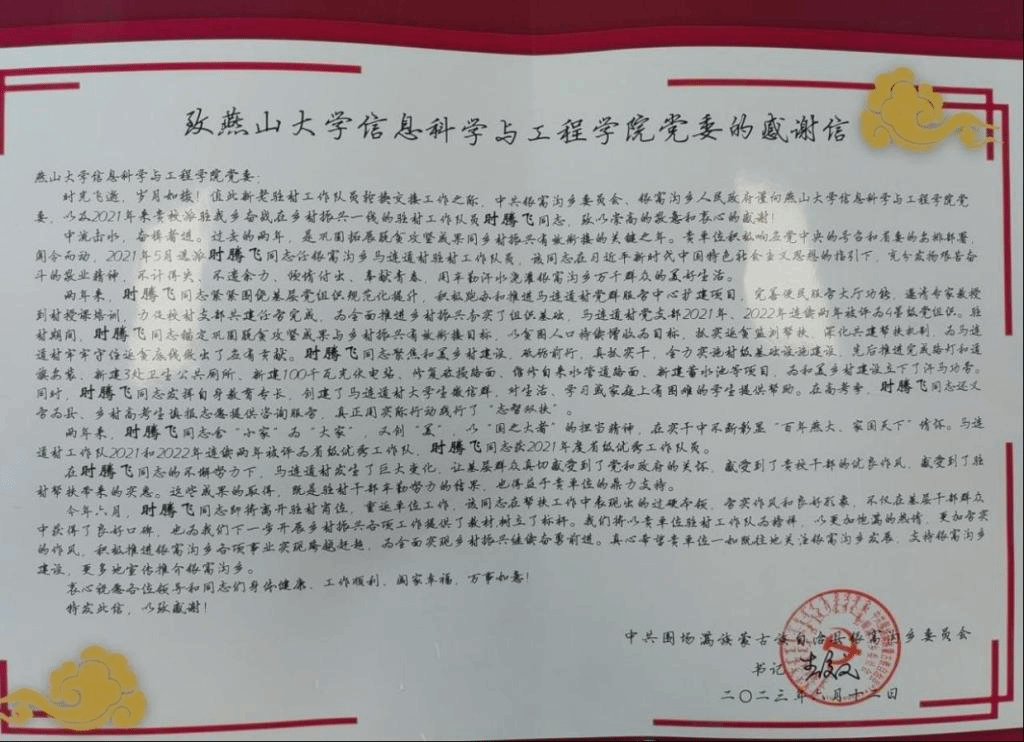 致燕山大学信息科学与工程学院党委的感谢信
燕山大学信息科学与工程学院党委：
时光飞逝，岁月如梭！值此新老驻村工作队员轮换交接工作之际，中共银窝沟乡委员会、银窝沟乡人民政府谨向燕山大学信息科学与工程学院党
委，以及2021年来贵校派驻我乡奋战在乡村振兴一线的驻村工作队员时腾飞同志，致以崇高的敬意和衷心的感谢！
中流击水，奋楫者进。过去的两年，是巩固拓展脱贫攻坚成果同乡村振兴有效衔接的关键之年。贵单位积极响应党中央的号召和省委的安排部署，
闻令而动，2021年5月选派时腾飞同志任银窝沟乡马连道村驻村工作队员，该同志在习近平新时代中国特色社会主义思想的指引下，充分发扬艰苦奋
斗的敬业精神，不计得失、不遗余力、倾情付出、奉献青春，用辛勤汗水浇灌银窝沟乡万千群众的美好生活。
两年来，时腾飞同志紧紧围绕基层党组织规范化提升，积极跑办和推进马连道村党群服务中心扩建项目，完善便民服务大厅功能，邀请专家教授
到村授课培训，力促校村支部共建任务完成，为全面推进乡村振兴夯实了组织基础，马连道村党支部2021年、2022年连续两年被评为4星级党组织。驻
村期间，时腾飞同志锚定巩固脱贫攻坚成果与乡村振兴有效衔接目标，以贫困人口持续增收为目标，抓实返贫监测帮扶，深化共建帮扶机制，为马连
道村牢牢守住返贫底线做出了应有贡献。时腾飞同志聚焦和美乡村建设，砥砺前行，真抓实干，全力实施村级基础设施建设，先后推进完成路灯和道
旗安装、新建3处卫生公共厕所、新建100千瓦光伏电站、修复破损路面、维修自来水管道路面、新建蓄水池等项目，为和美乡村建设立下了汗马功劳。
同时，时腾飞同志发挥自身教育专长，创建了马连道村大学生微信群，对生活、学习或家庭上有困难的学生提供帮助。在高考季，时腾飞同志还义
务为县、乡村高考生填报志愿提供咨询服务，真正用实际行动践行了“志智双扶”。
两年来，时腾飞同志舍“小家”为“大家”，又创“美”，以“国之大者”的担当精神，在实干中不断彰显“百年燕大、家国天下”情怀。马连
道村工作队2021和2022年连续两年被评为省级优秀工作队，时腾飞同志获2021年度省级优秀工作队员。
在时腾飞同志的不懈努力下，马连道村发生了巨大变化，让基层群众真切感受到了党和政府的关怀，感受到了贵校干部的优良作风，感受到了驻
村帮扶带来的实惠。这些成果的取得，既是驻村干部辛勤努力的结果，也得益于贵单位的鼎力支持。
今年六月，时腾飞同志即将离开驻村岗位，重返单位工作，该同志在帮扶工作中表现出的过硬本领，务实作风和良好形象，不仅在基层干部群众
中获得了良好口碑，也为我们下一步开展乡村振兴各项工作提供了教材树立了标杆。我们将以贵单位驻村工作队为榜样，以更加饱满的热情，更加务实
的作风，积极推进银窝沟乡各项事业实现跨越赶超，为全面实现乡村振兴继续奋勇前进。真心希望贵单位一如既往地关注银窝沟乡发展，支持银窝沟乡
建设，更多地宣传推介银窝沟乡。
衷心祝愿各位领导和同志们身体健康、工作顺利、阖家幸福，万事如意！
特发此信，以致感谢！
中共围场满族蒙古族自治县银窝沟乡委员会
书记
二〇二三年六月十二日